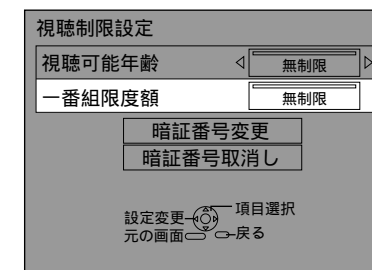 視聴制限設定
視聴可能年齢 無制限
一番組限度額 無制限
暗証番号変更
暗証番号取消し
設定変更 項目選択
元の画面 戻る